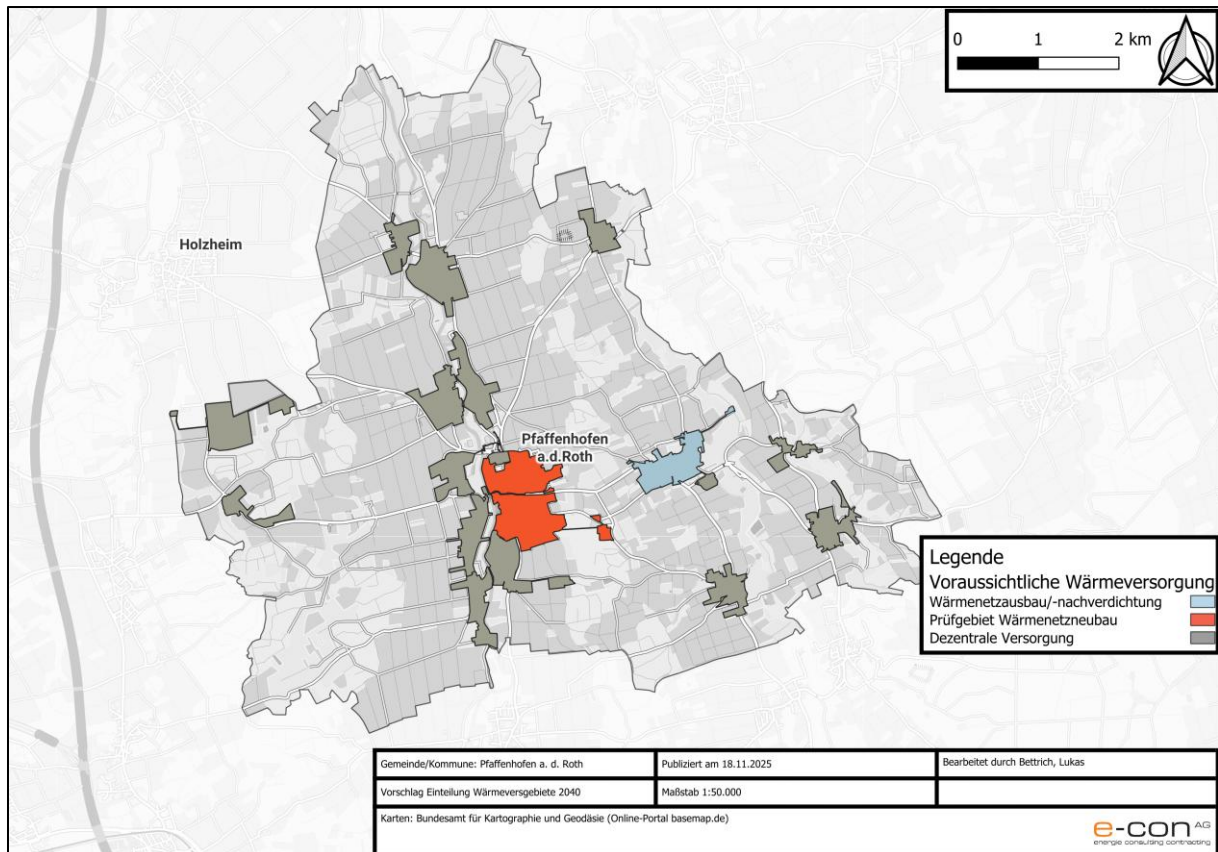 0 1 2 km
Holzheim
Pfaffenhofen
a.d.Roth
Legende
Voraussichtliche Wärmeversorgung
Wärmenetzausbau/-nachverdichtung
Prüfgebiet Wärmenetzneubau
Dezentrale Versorgung
Gemeinde/Kommune: Pfaffenhofen a. d. Roth
Publiziert am 18.11.2025
Bearbeitet durch Bettrich, Lukas
Vorschlag Einteilung Wärmeversgebiete 2040
Maßstab 1:50.000
Karten: Bundesamt für Kartographie und Geodäsie (Online-Portal basemap.de)
e-con AG
energie consulting contracting